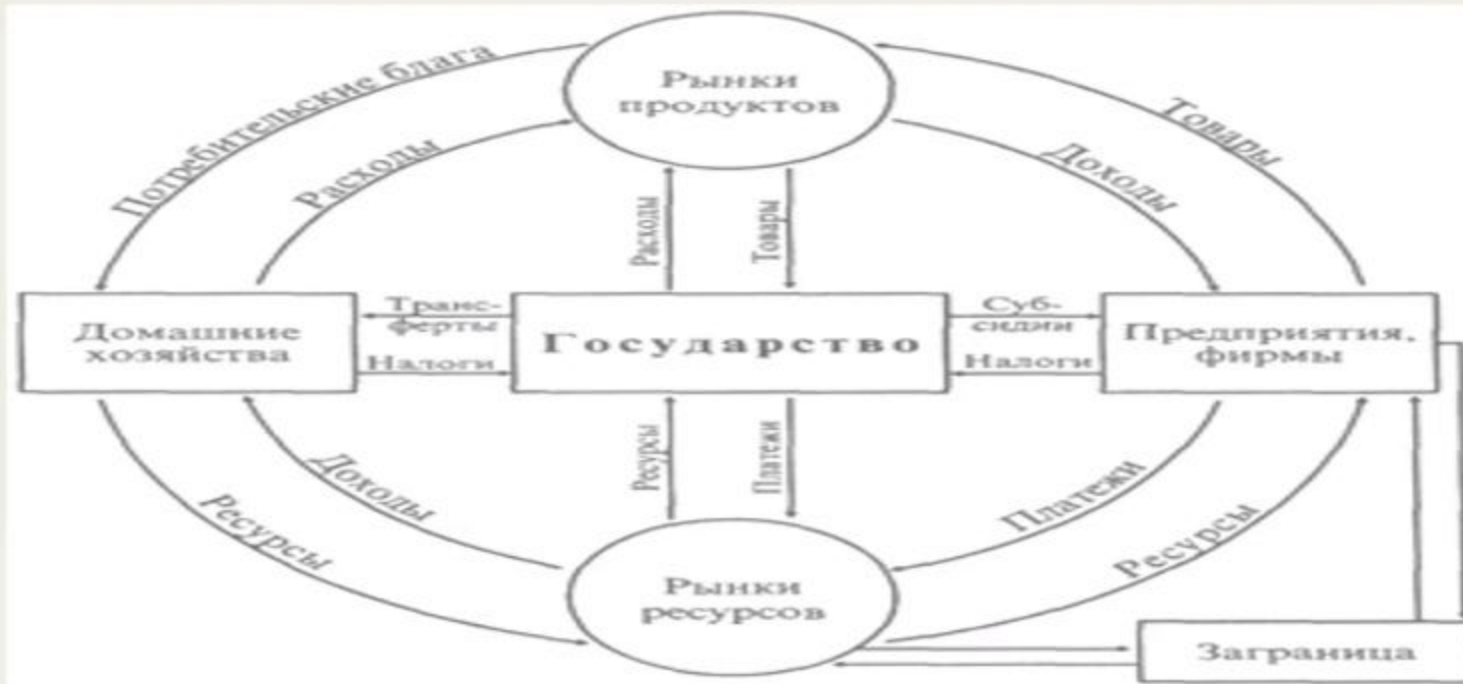 Рынки
продуктов
Потребительские блага
Расходы
Товары
Доходы
Расходы
Товары
Домашние
хозяйства
Транс-
ферты
Налоги
Государство
Суб-
сидии
Налоги
Предприятия,
фирмы
Ресурсы
Платежи
Доходы
Ресурсы
Платежи
Ресурсы
Рынки
ресурсов
Заграница